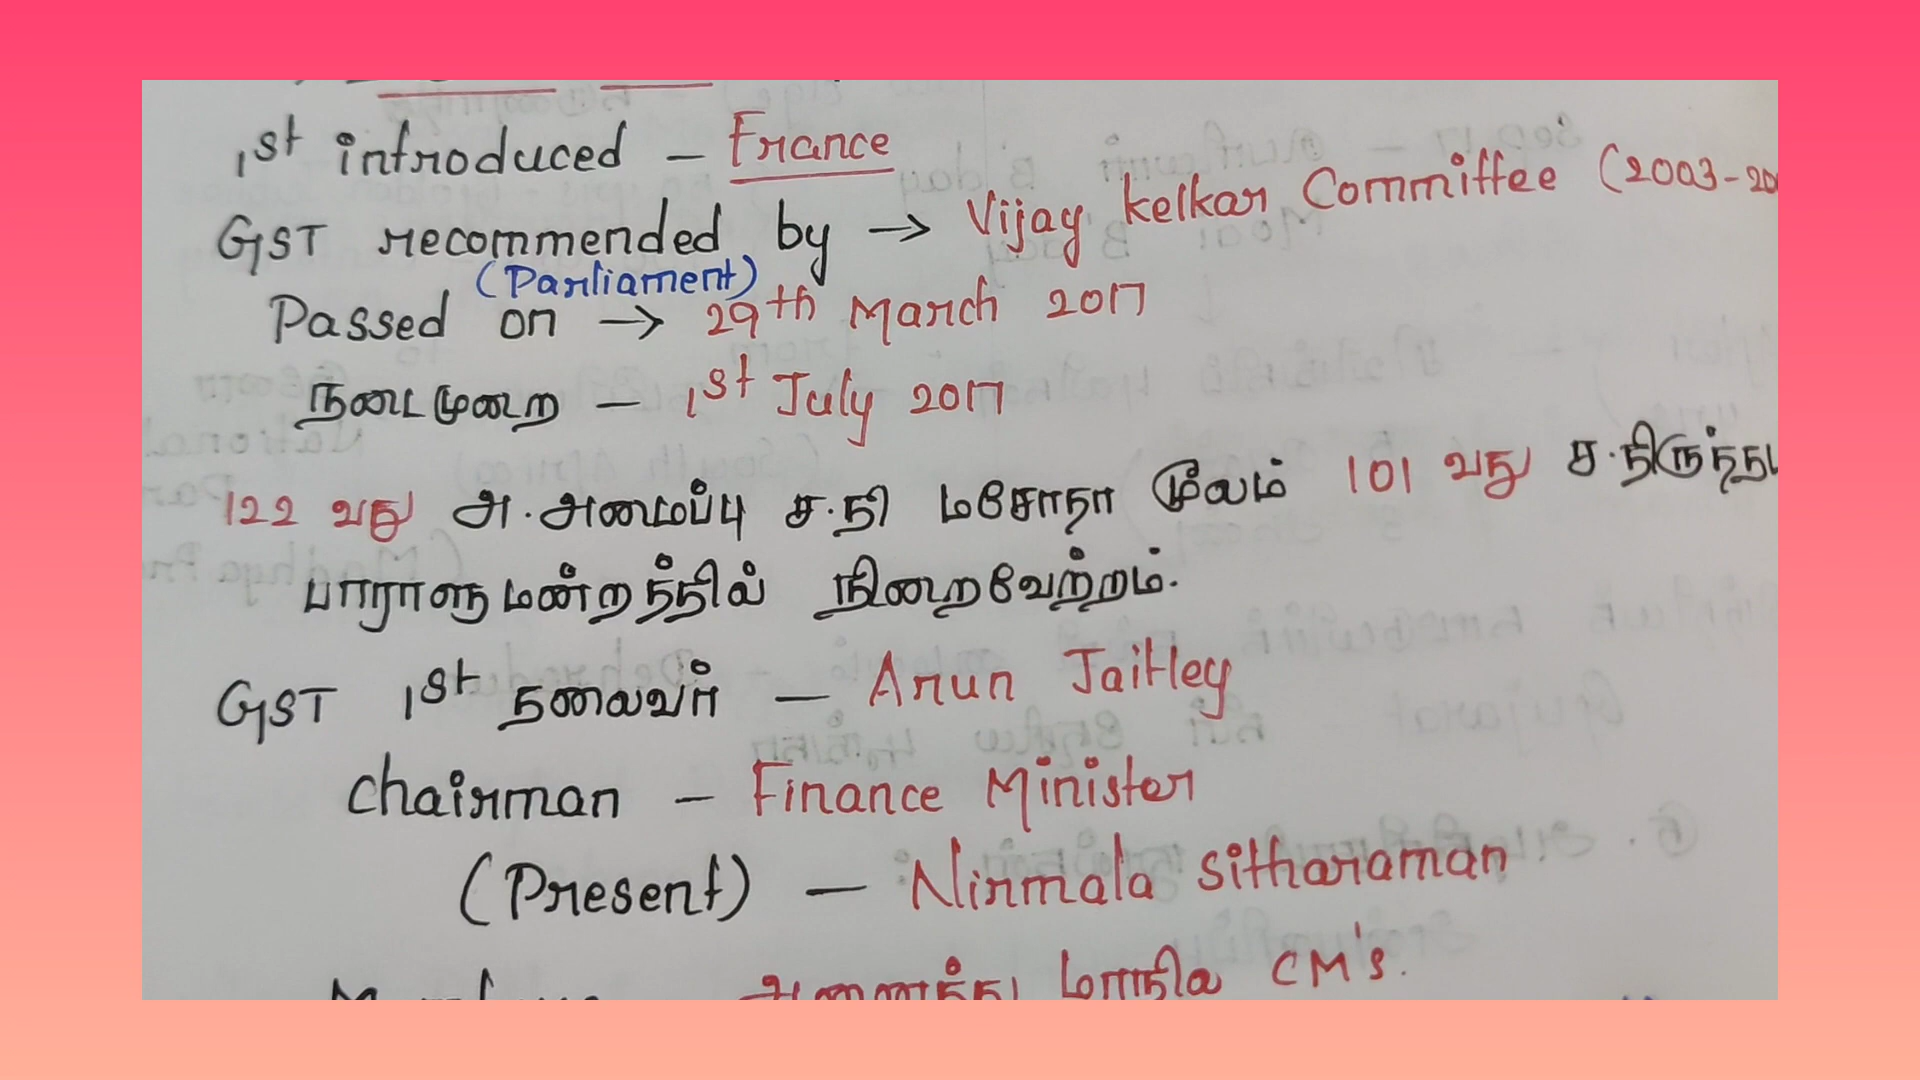 1st introduced - France
GST recommended by → Vijay kelkar Committee (2003-20
(Parliament)
Passed on → 29th March 2017
நடைமுறை - 1st July 2017
122 வது அ.அமைப்பு ச.தி மசோதா மூலம் 101 வது ச.திருத்த
பாராளுமன்றத்தில் நிறைவேற்றம்.
GST 1st தலைவர் - Arun Jaitley
chairman - Finance Minister
(Present) - Nirmala sitharaman
அனைத்து மாநில CM's.